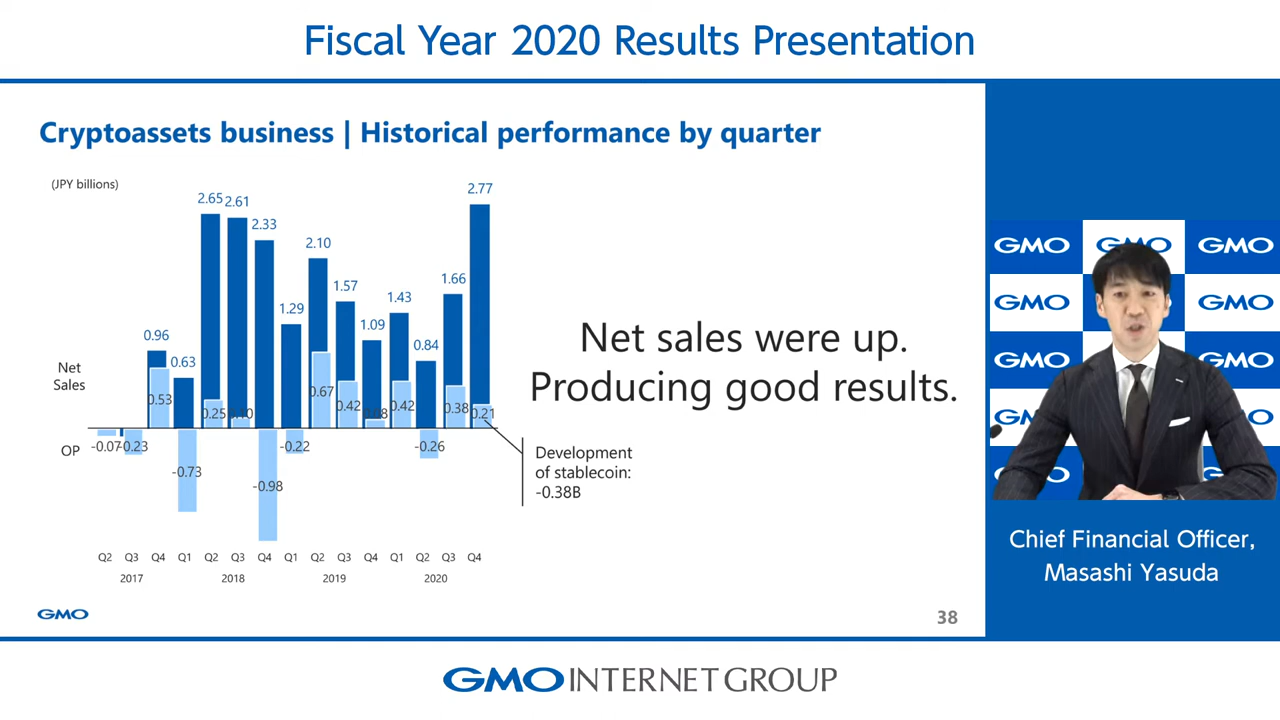 Fiscal Year 2020 Results Presentation
Cryptoassets business | Historical performance by quarter
(JPY billions)
2.77
2.65 2.61
2.33
2.10
1.66
1.57
1.43
1.29
1.09
0.96
0.84
0.63
Net
Sales
0.53 0.25 0.10 0.67 0.42 0.08 0.42 0.38 0.21
OP
-0.07 -0.23 -0.73 -0.98 -0.22 -0.26
Net sales were up.
Producing good results.
Development
of stablecoin:
-0.38B
Q2 Q3 Q4 Q1 Q2 Q3 Q4 Q1 Q2 Q3 Q4 Q1 Q2 Q3 Q4
2017 2018 2019 2020
GMO
38
GMO GMO GMO
GMO GMO
GMO GMO
GMO
GMO
Chief Financial Officer,
Masashi Yasuda
GMO INTERNET GROUP